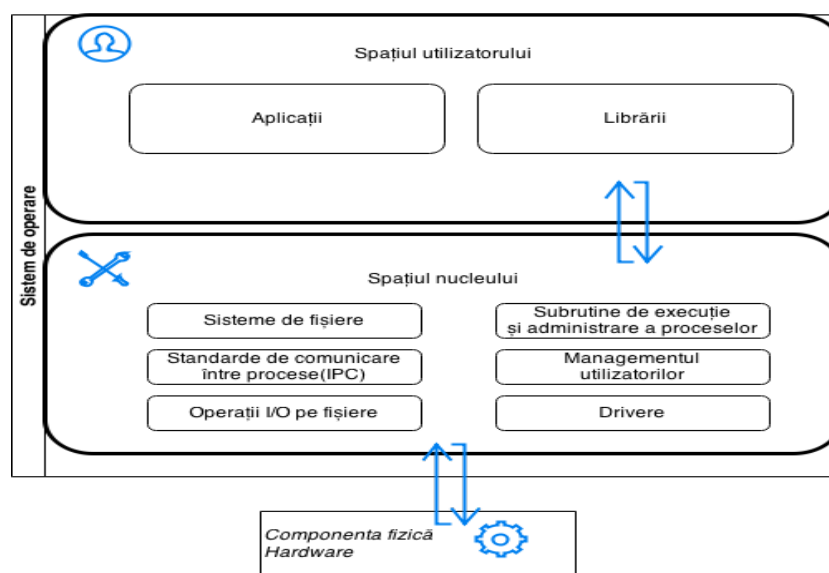 Sistem de operare
Spațiul utilizatorului
Aplicații
Librării
Spațiul nucleului
Sisteme de fișiere
Subrutine de execuție
și administrare a proceselor
Standarde de comunicare
între procese(IPC)
Managementul
utilizatorilor
Operații I/O pe fișiere
Drivere
Componenta fizică
Hardware